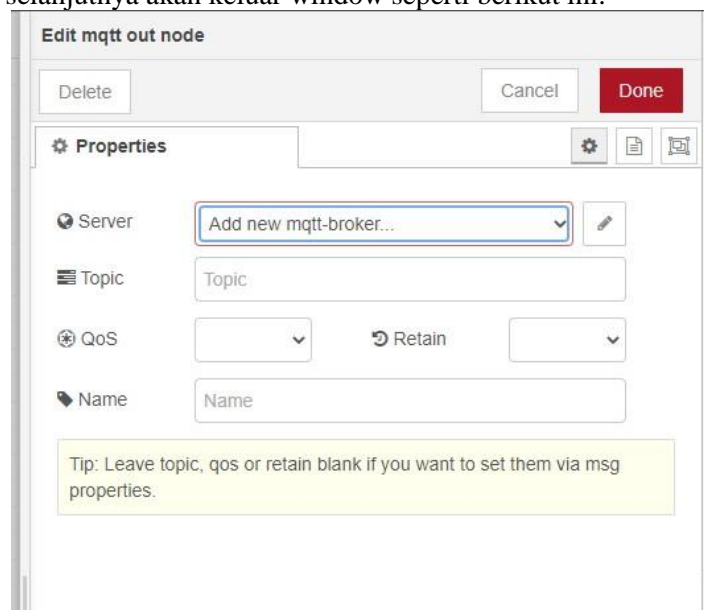 selanjutnya akan keluar window seperti berikut ini:
Edit mqtt out node
Delete
Cancel
Done
Properties
Server
Add new mqtt-broker...
Topic
Topic
QoS
Retain
Name
Name
Tip: Leave topic, qos or retain blank if you want to set them via msg
properties.